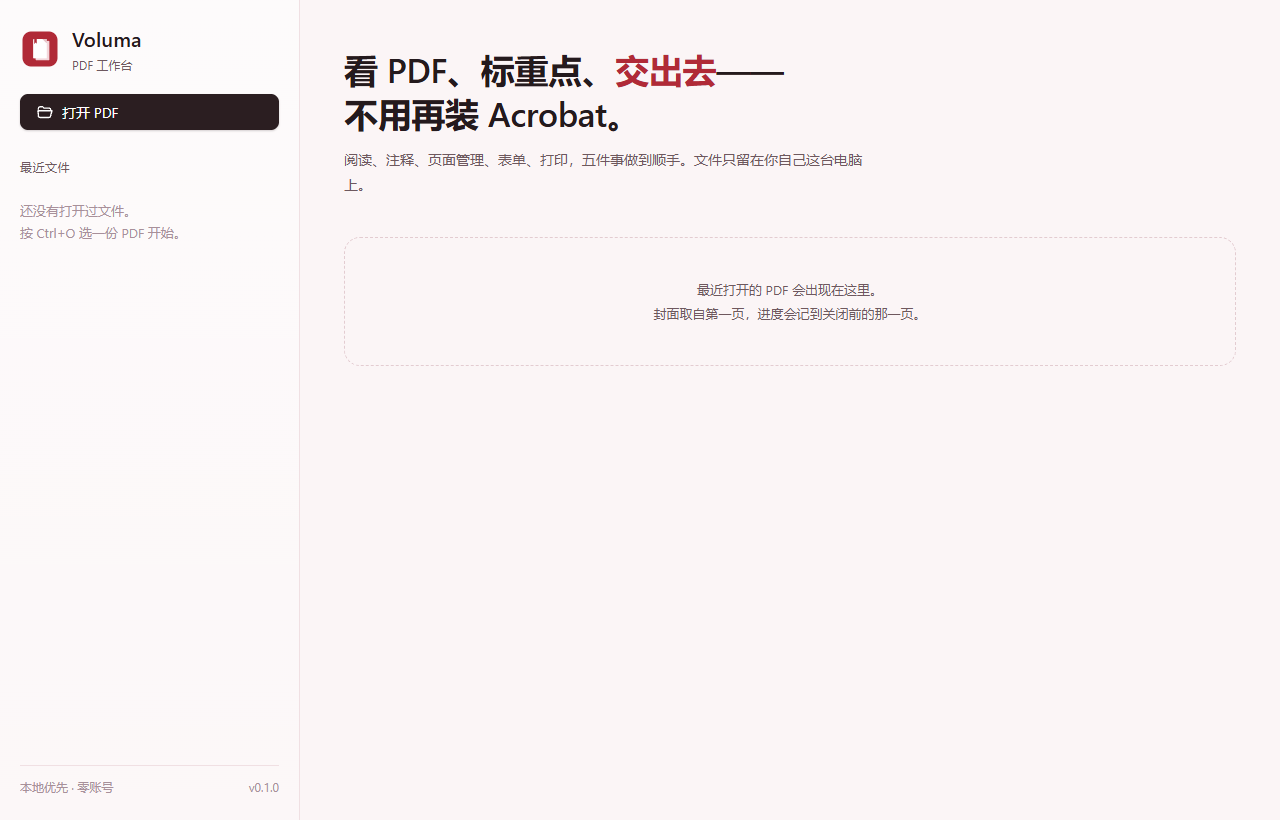 Voluma
PDF 工作台
打开 PDF
最近文件
还没有打开过文件。
按 Ctrl+O 选一份 PDF 开始。
本地优先 · 零账号
v0.1.0
看 PDF、标重点、交出去——
不用再装 Acrobat。
阅读、注释、页面管理、表单、打印，五件事做到顺手。文件只留在你自己这台电脑
上。
最近打开的 PDF 会出现在这里。
封面取自第一页，进度会记到关闭前的那一页。